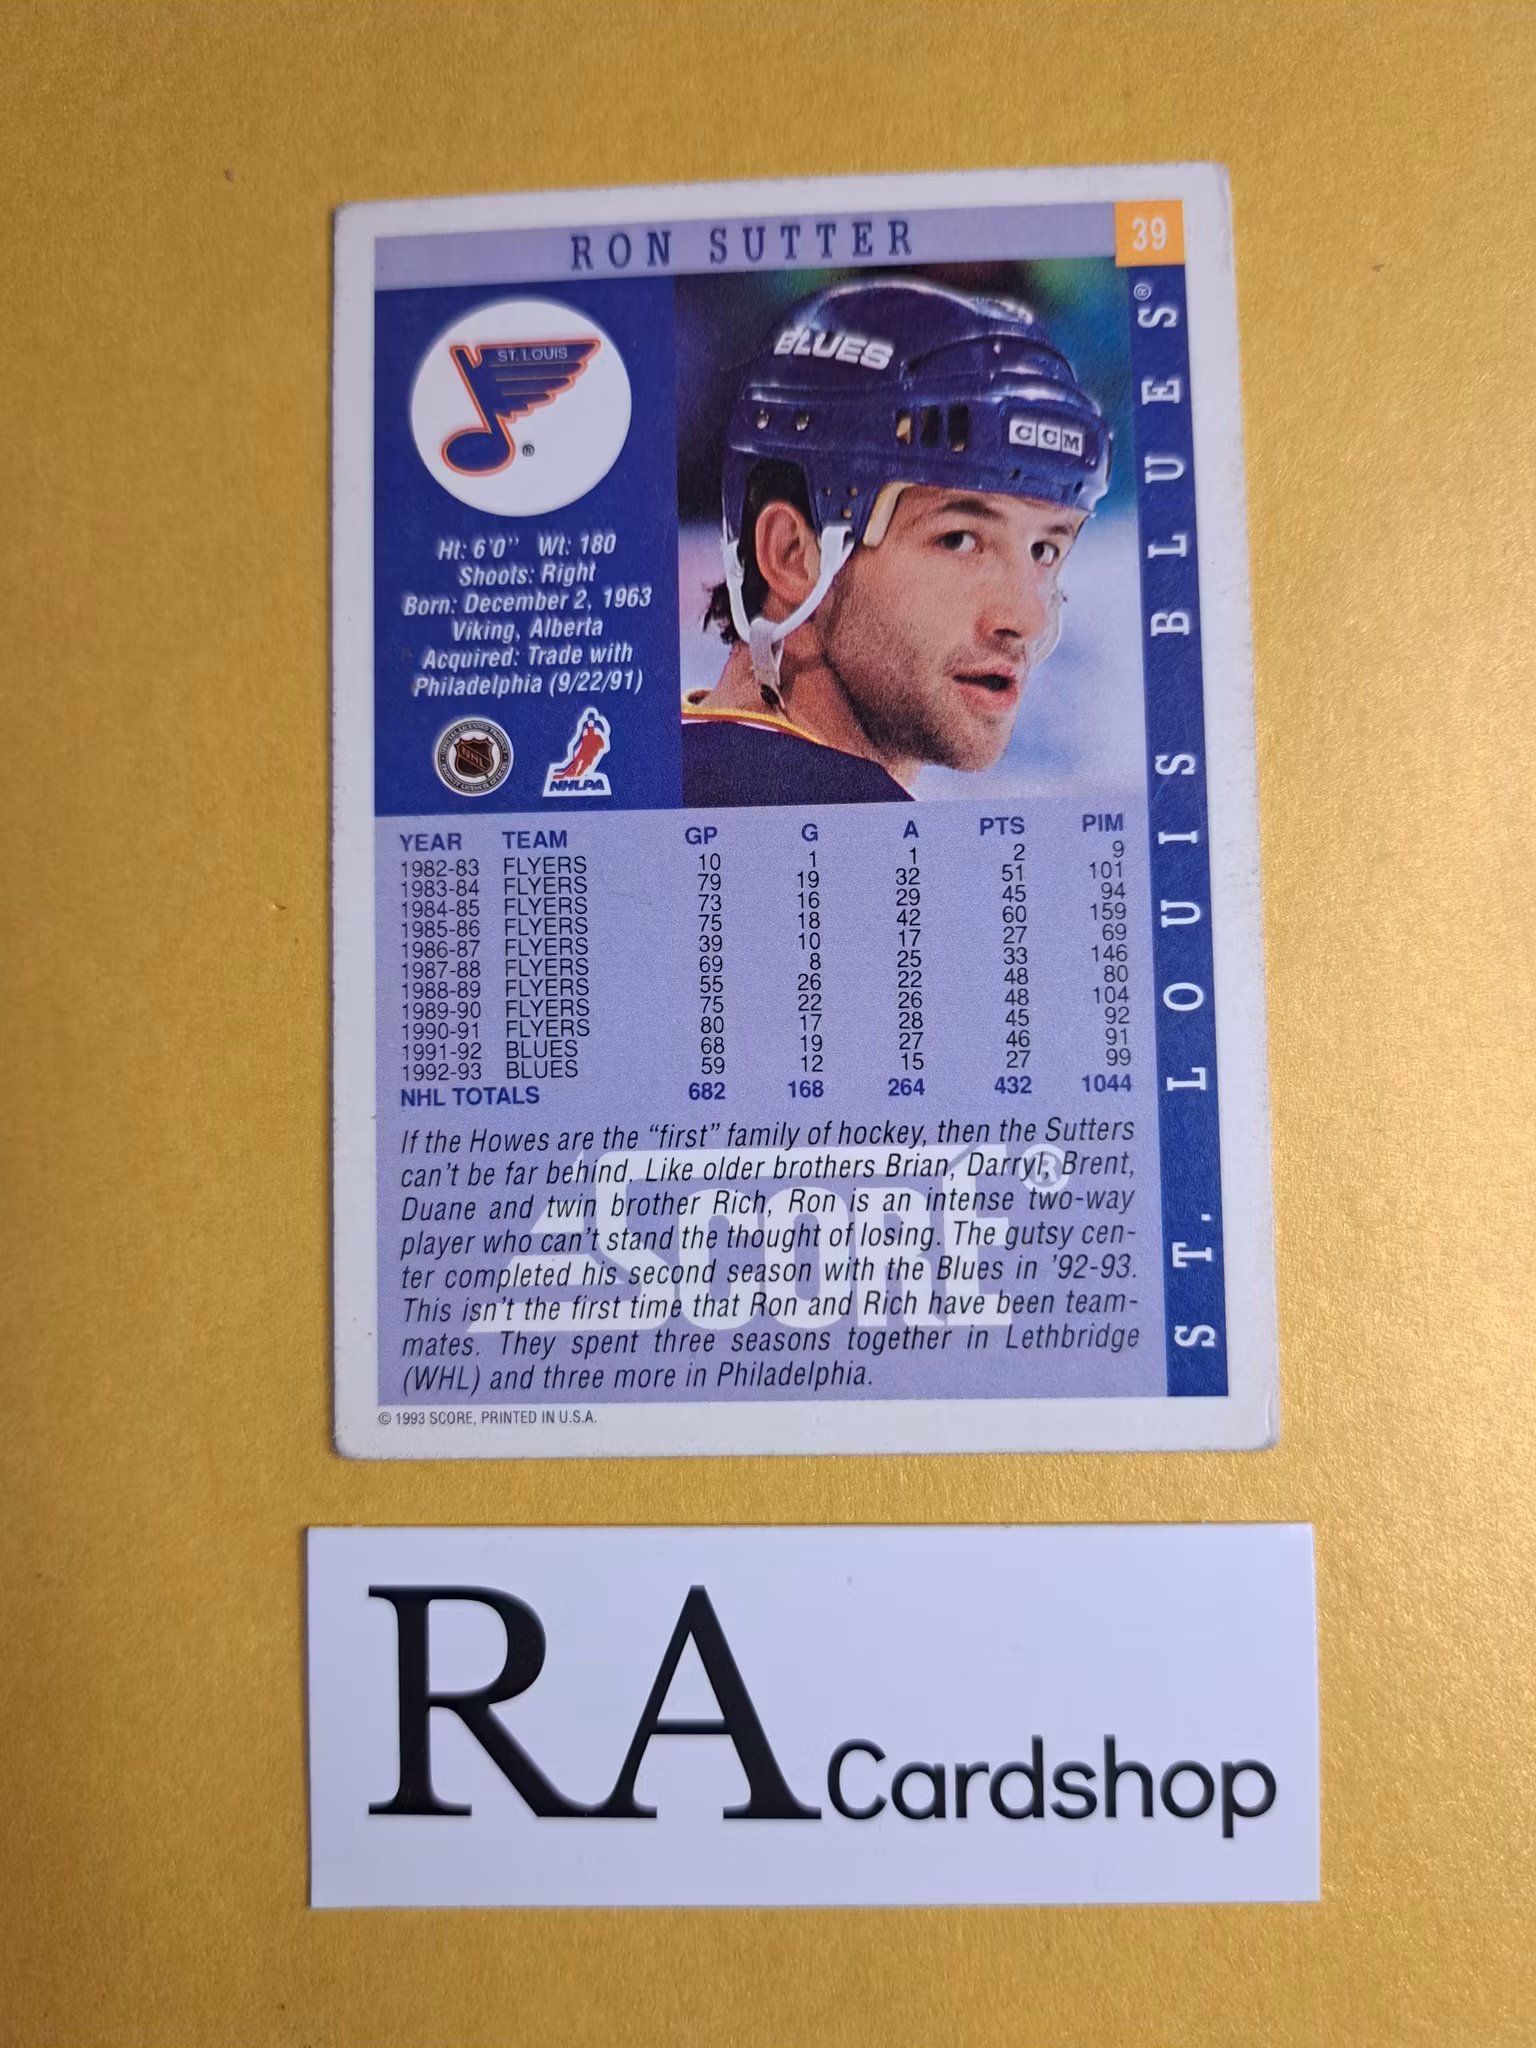 RON SUTTER
39
ST. LOUIS
®
BLUES
CCM
Ht: 6'0" Wt: 180
Shoots: Right
Born: December 2, 1963
Viking, Alberta
Acquired: Trade with
Philadelphia (9/22/91)
NHL
NHLPA
ST. LOUIS BLUES®
YEAR TEAM GP G A PTS PIM
1982-83 FLYERS 10 1 1 2 9
1983-84 FLYERS 79 19 32 51 101
1984-85 FLYERS 73 16 29 45 94
1985-86 FLYERS 75 18 42 60 159
1986-87 FLYERS 39 10 17 27 69
1987-88 FLYERS 69 8 25 33 146
1988-89 FLYERS 55 26 22 48 80
1989-90 FLYERS 75 22 26 48 104
1990-91 FLYERS 80 17 28 45 92
1991-92 BLUES 68 19 27 46 91
1992-93 BLUES 59 12 15 27 99
NHL TOTALS 682 168 264 432 1044
SCORE®
If the Howes are the “first” family of hockey, then the Sutters
can't be far behind. Like older brothers Brian, Darryl, Brent,
Duane and twin brother Rich, Ron is an intense two-way
player who can't stand the thought of losing. The gutsy cen-
ter completed his second season with the Blues in '92-93.
This isn't the first time that Ron and Rich have been team-
mates. They spent three seasons together in Lethbridge
(WHL) and three more in Philadelphia.
© 1993 SCORE, PRINTED IN U.S.A.
RA Cardshop